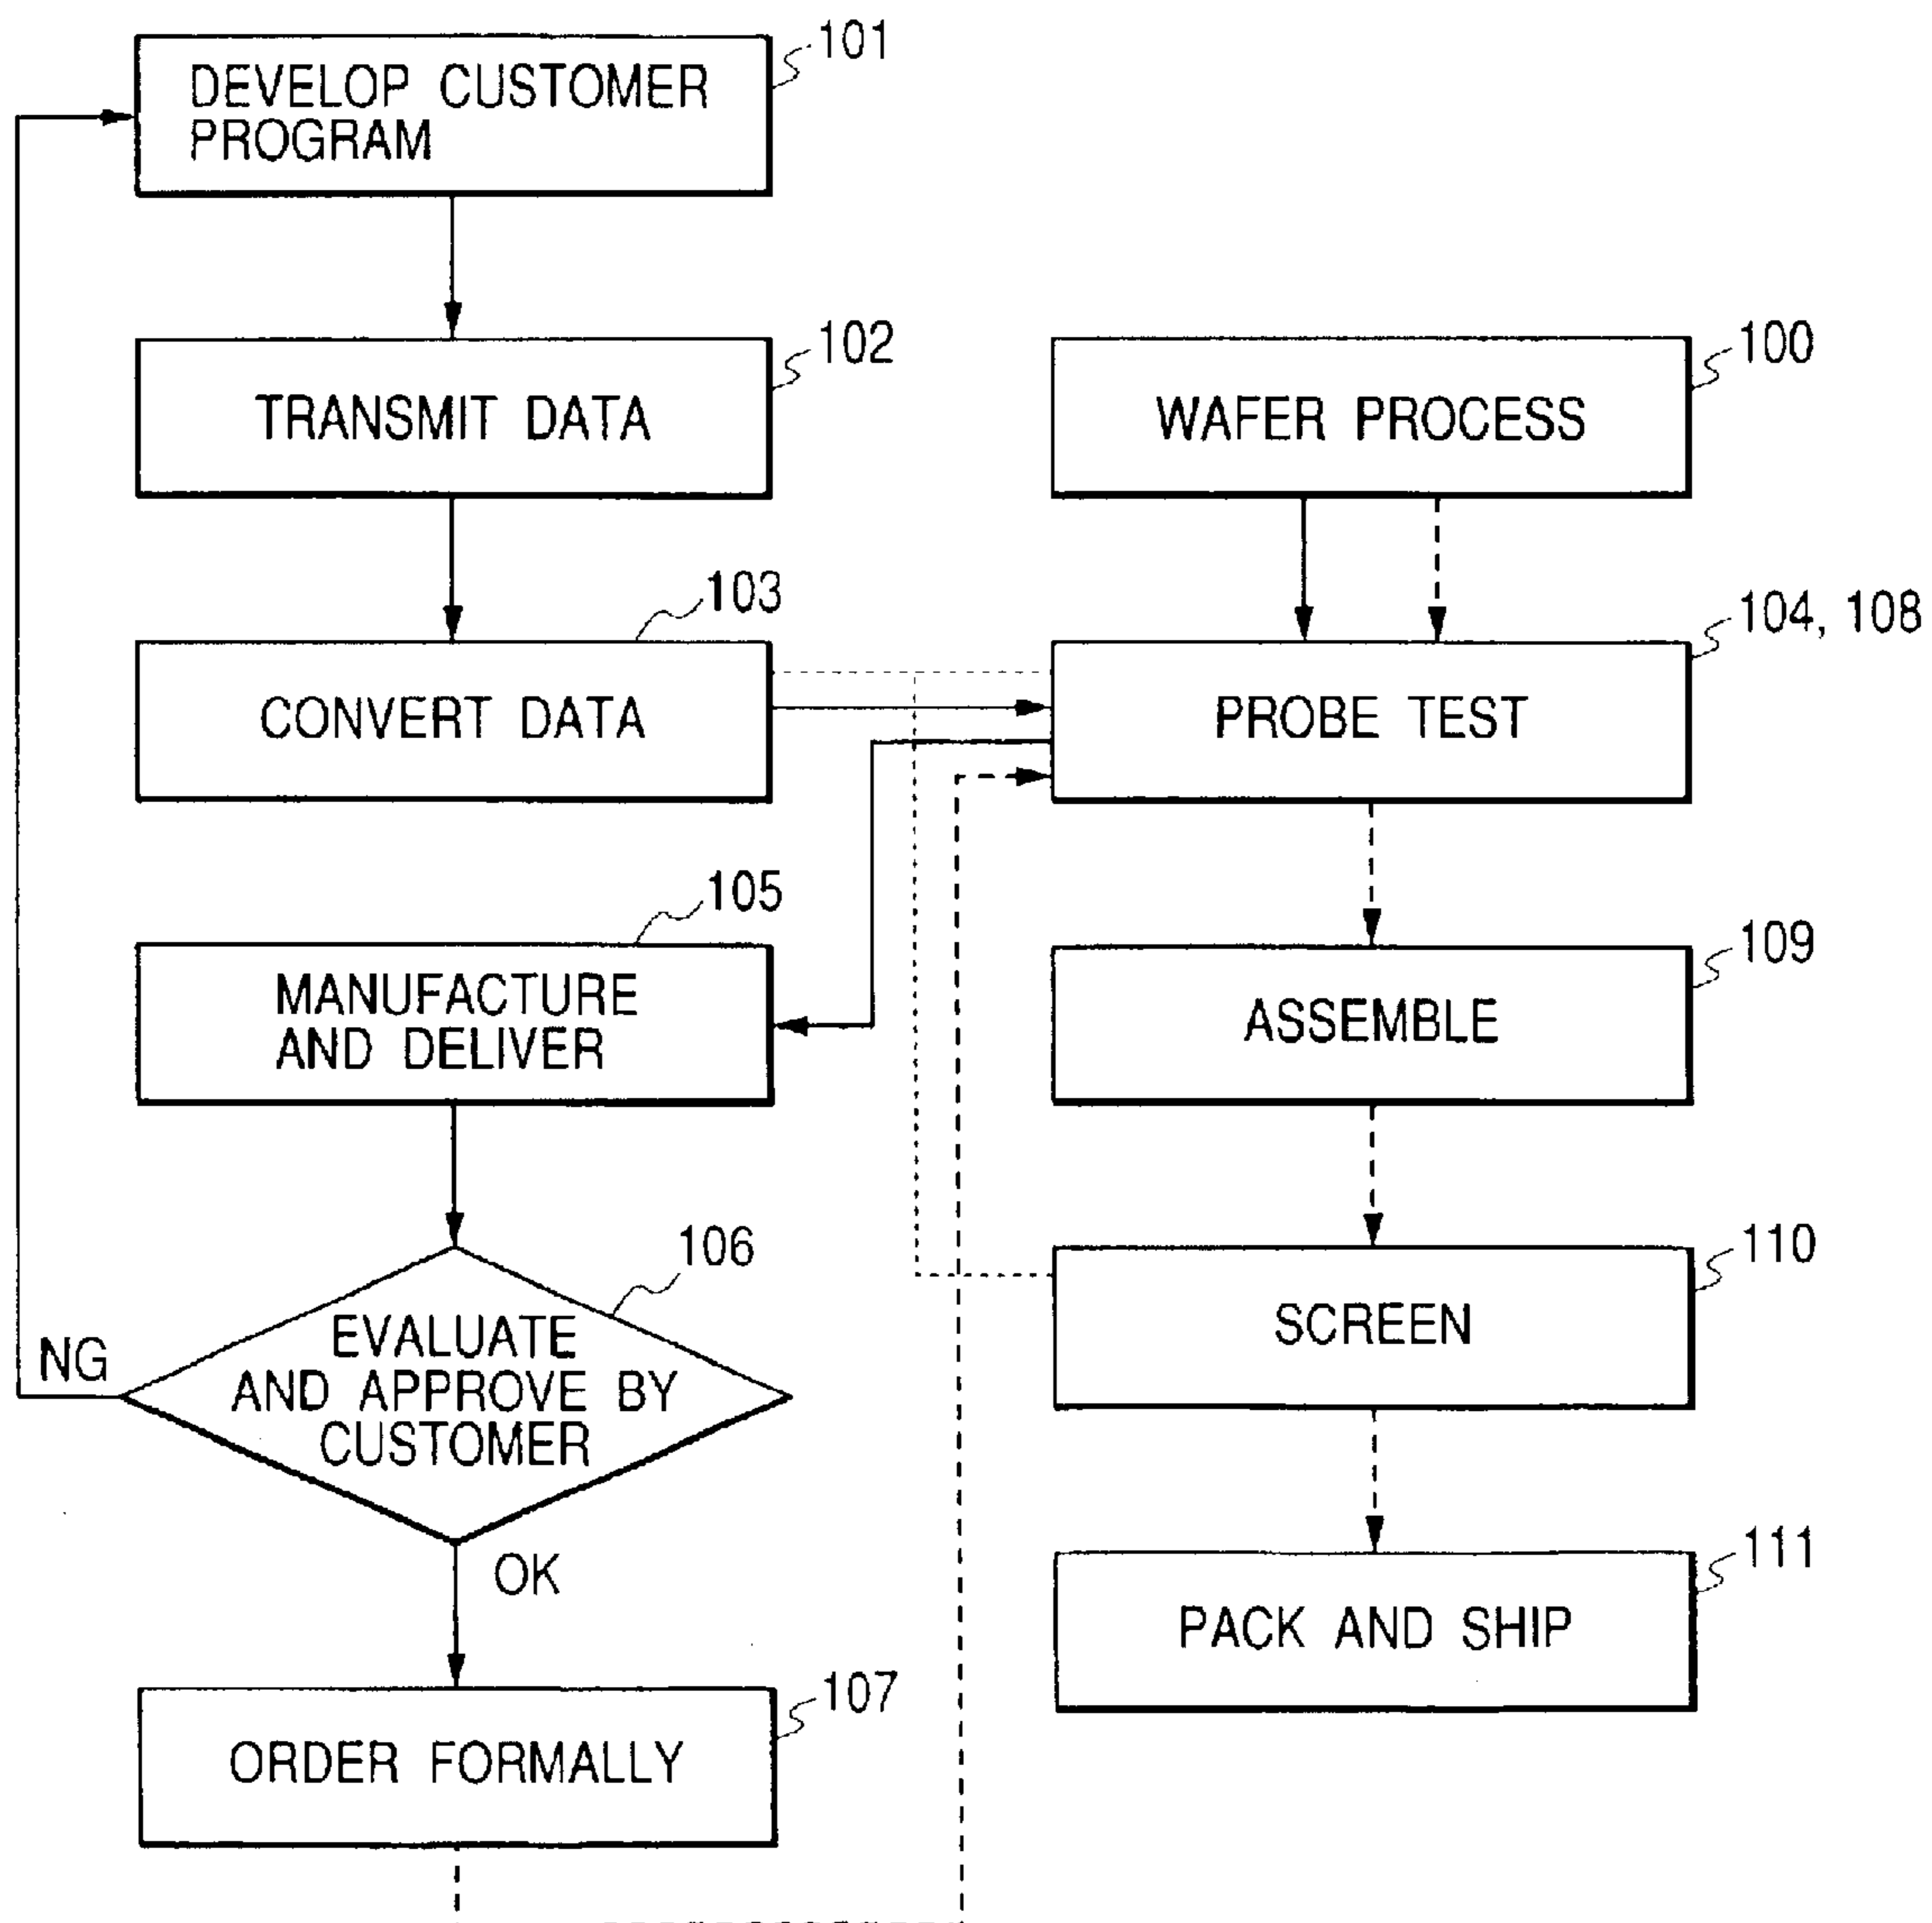 101
DEVELOP CUSTOMER
PROGRAM
102
TRANSMIT DATA
100
WAFER PROCESS
103
CONVERT DATA
104, 108
PROBE TEST
105
MANUFACTURE
AND DELIVER
109
ASSEMBLE
106
EVALUATE
AND APPROVE BY
CUSTOMER
NG
OK
110
SCREEN
111
PACK AND SHIP
107
ORDER FORMALLY